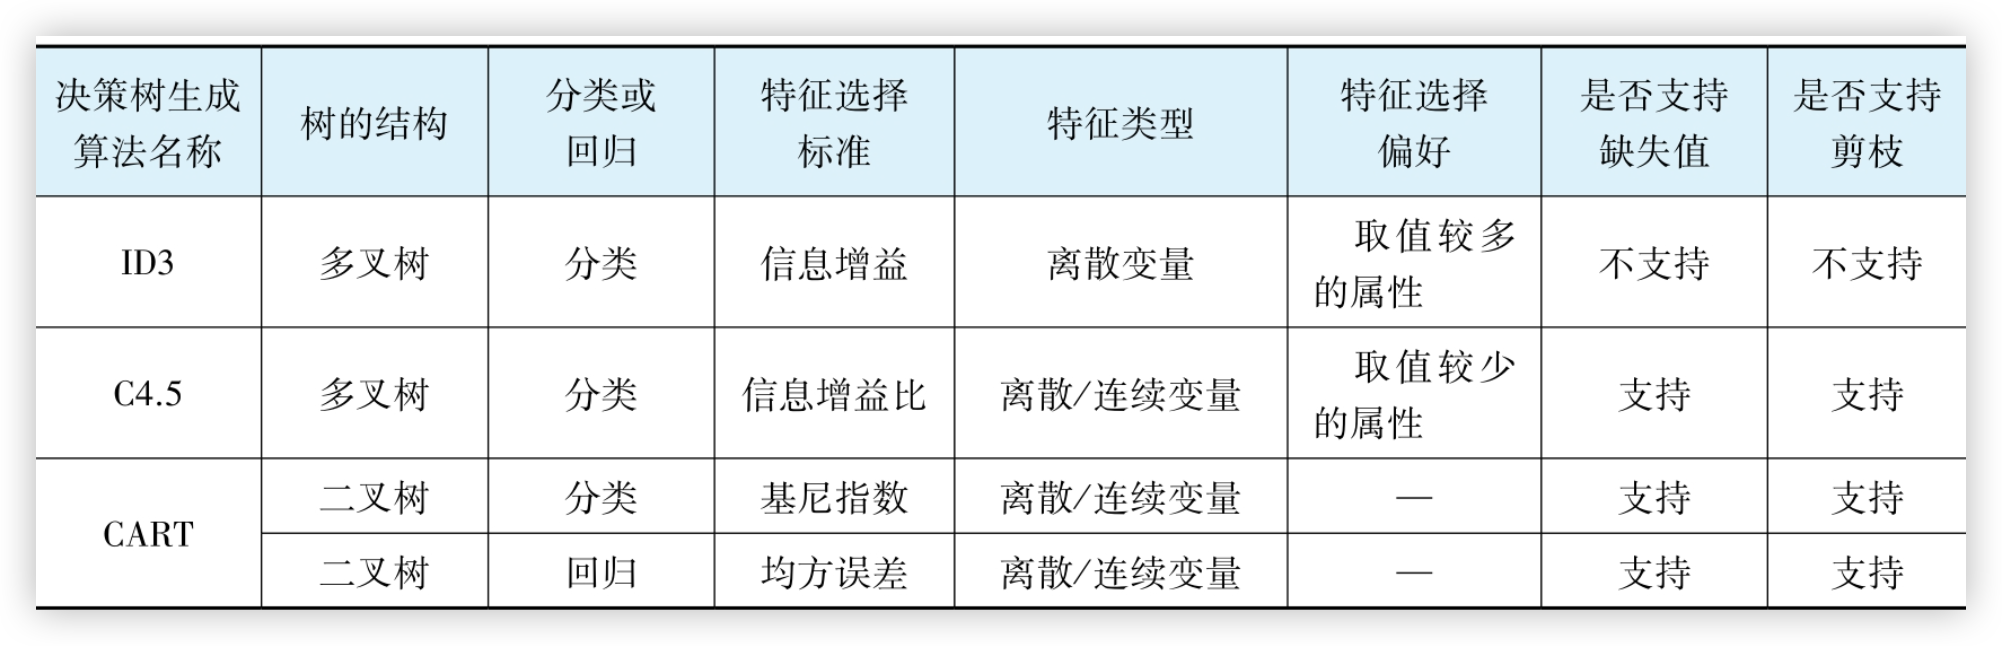 决策树生成
算法名称
树的结构
分类或
回归
特征选择
标准
特征类型
特征选择
偏好
是否支持
缺失值
是否支持
剪枝
ID3
多叉树
分类
信息增益
离散变量
取值较多
的属性
不支持
不支持
C4.5
多叉树
分类
信息增益比
离散/连续变量
取值较少
的属性
支持
支持
CART
二叉树
分类
基尼指数
离散/连续变量
—
支持
支持
二叉树
回归
均方误差
离散/连续变量
—
支持
支持